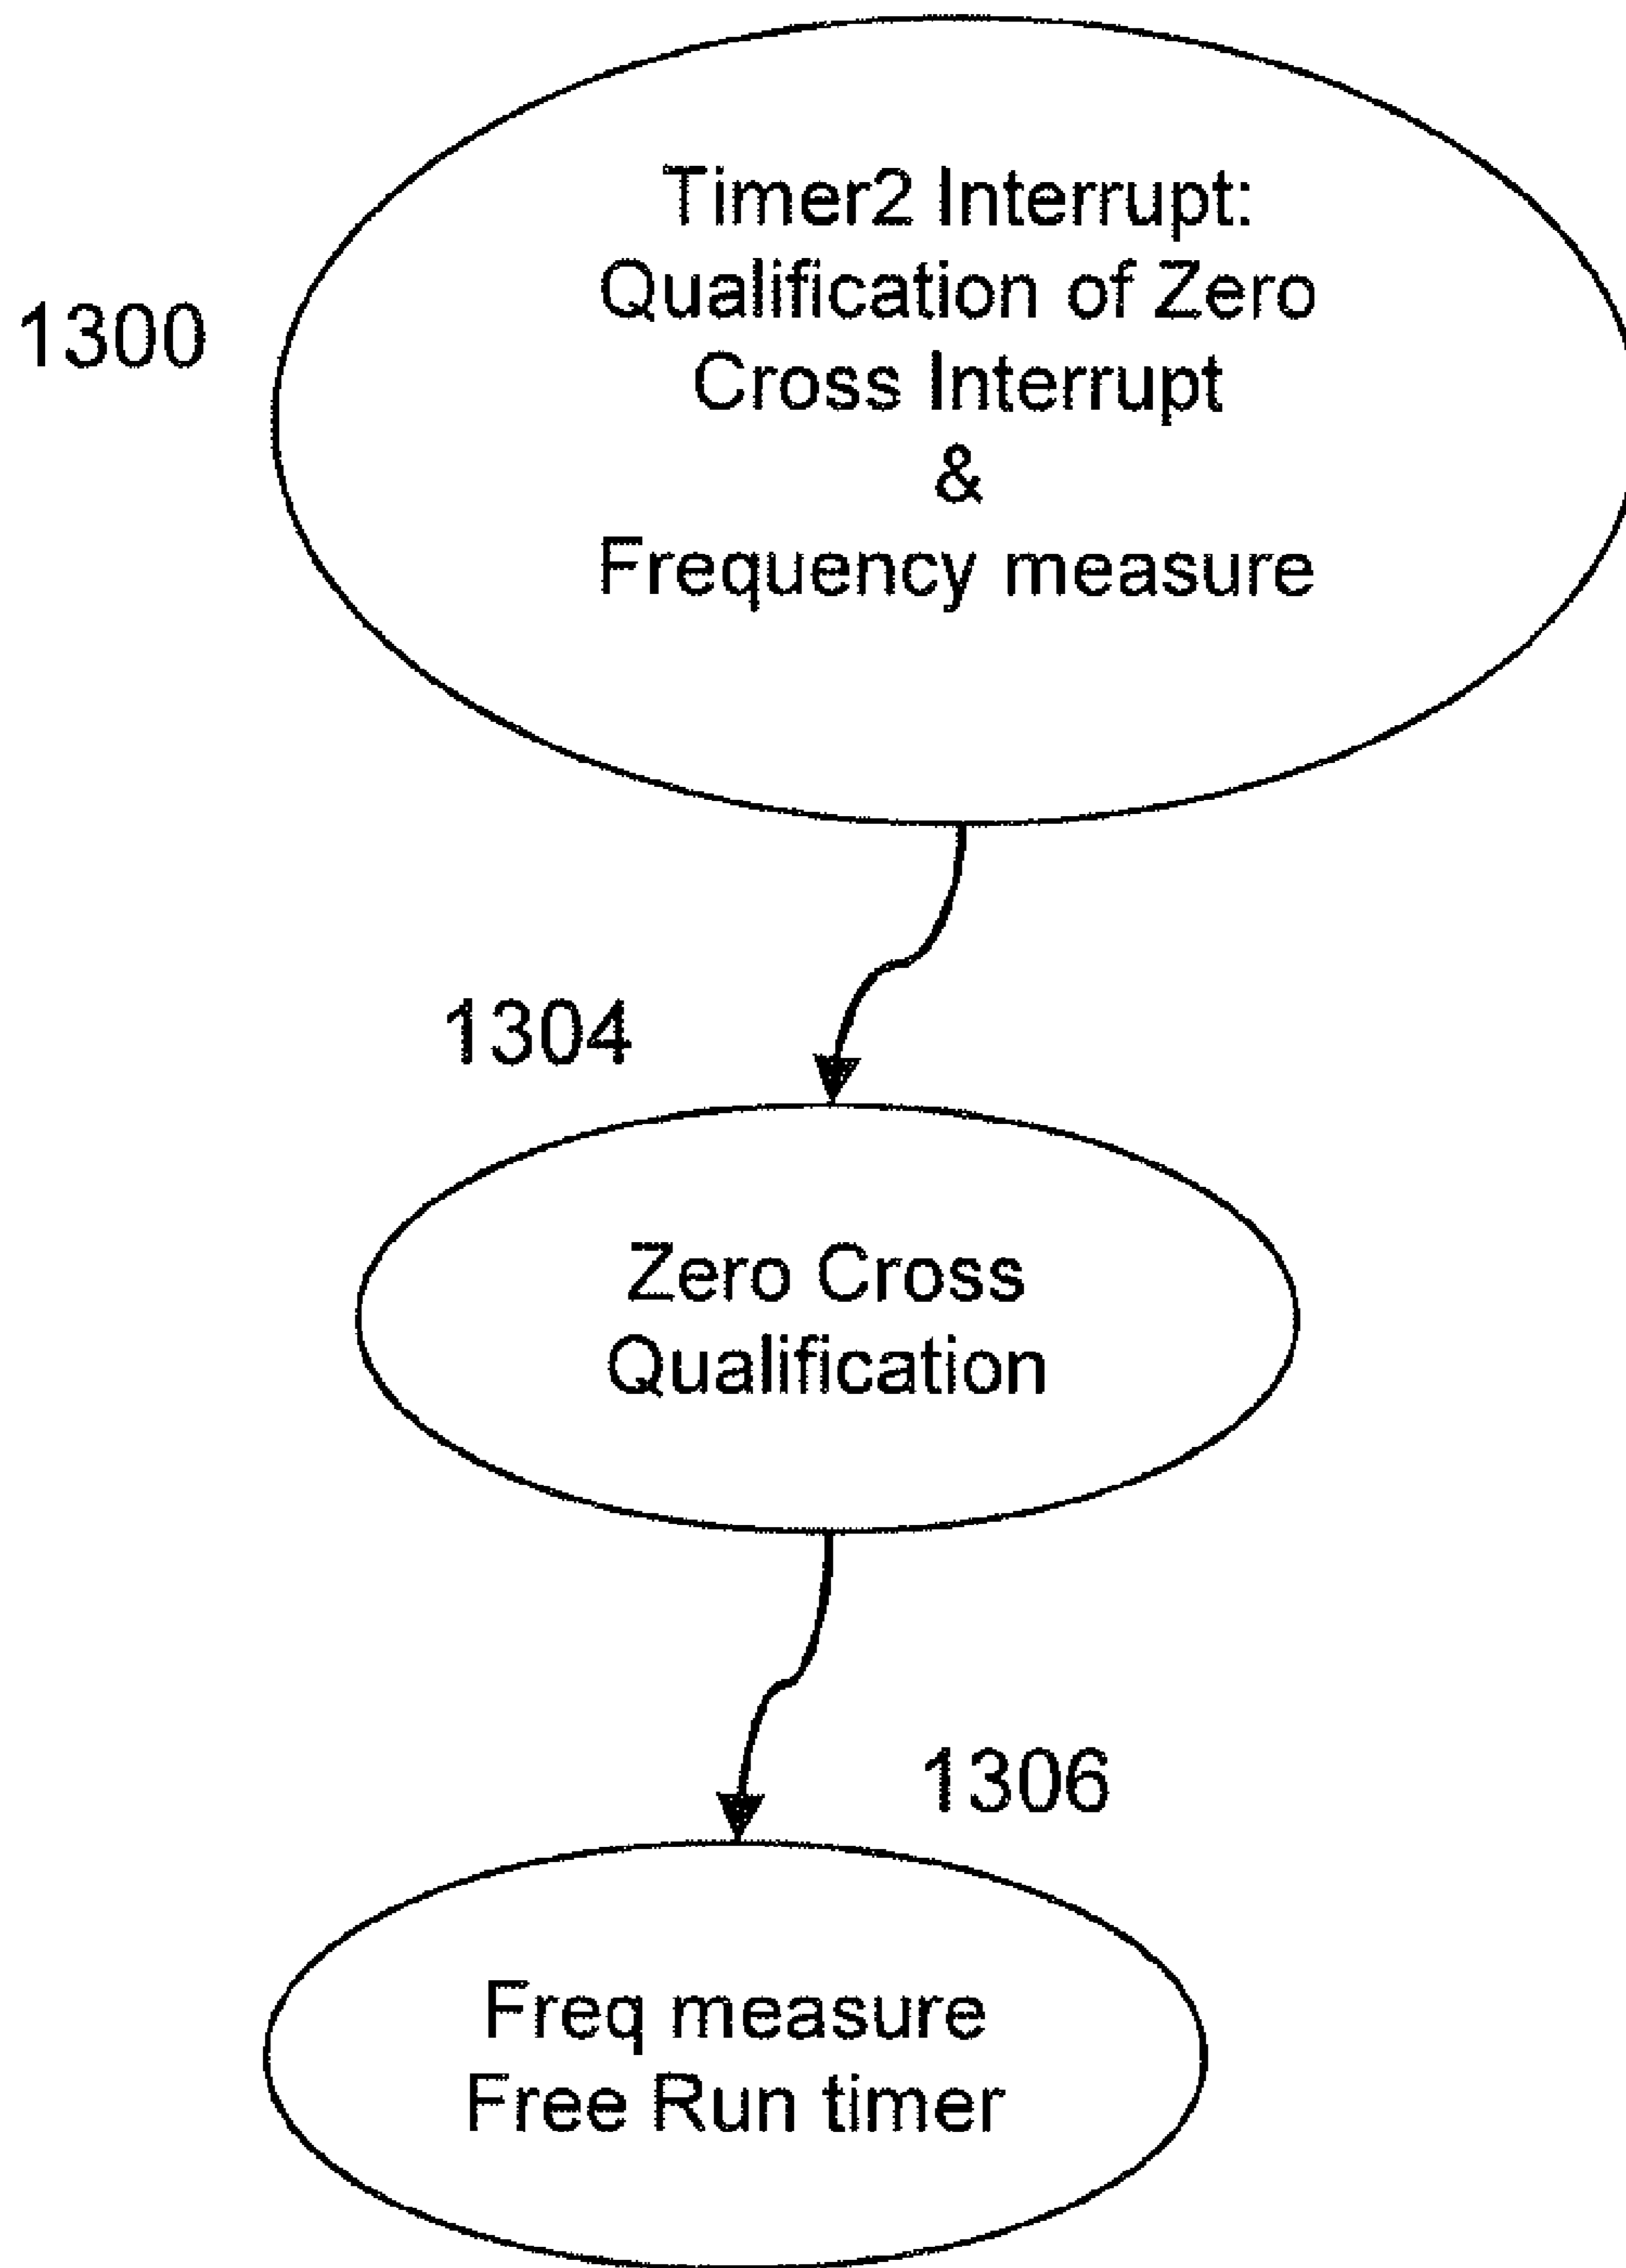 Timer2 Interrupt:
Qualification of Zero
Cross Interrupt
&
Frequency measure
1300
1304
Zero Cross
Qualification
1306
Freq measure
Free Run timer